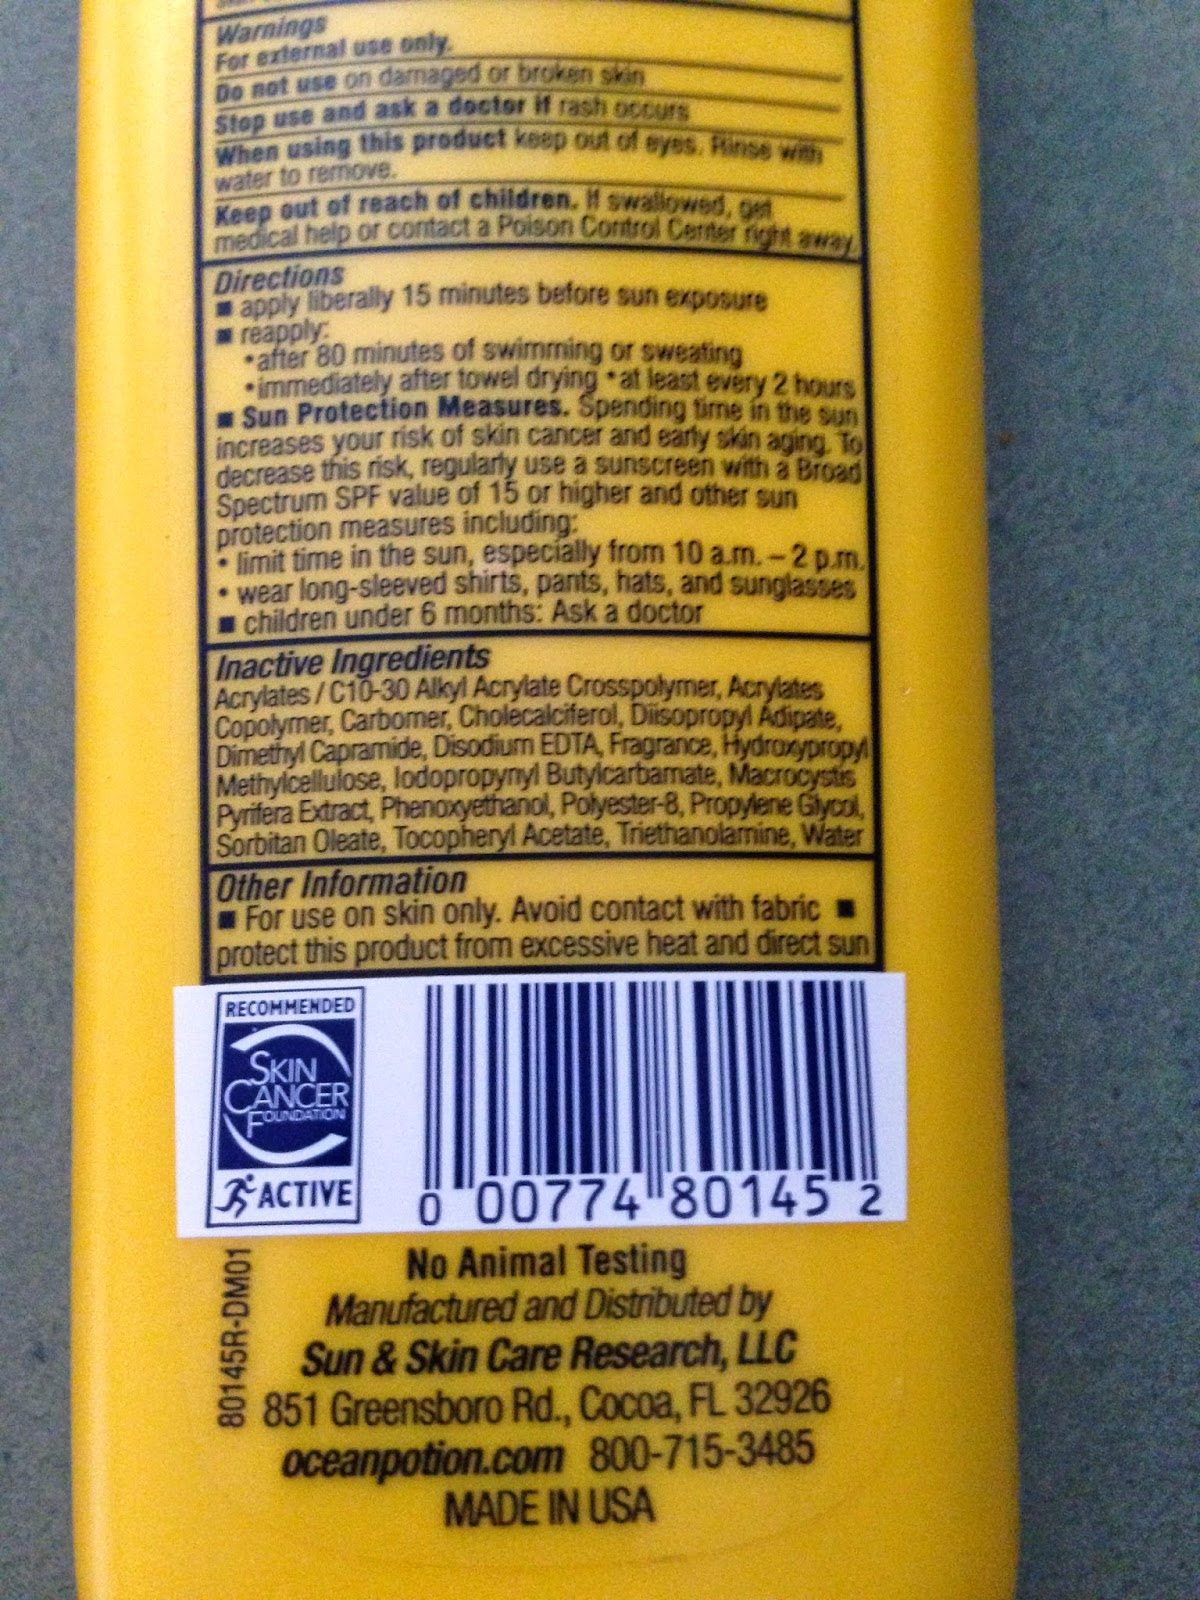 Warnings
For external use only.
Do not use on damaged or broken skin
Stop use and ask a doctor if rash occurs
When using this product keep out of eyes. Rinse with
water to remove.
Keep out of reach of children. If swallowed, get
medical help or contact a Poison Control Center right away.
Directions
■ apply liberally 15 minutes before sun exposure
■ reapply:
• after 80 minutes of swimming or sweating
• immediately after towel drying • at least every 2 hours
■ Sun Protection Measures. Spending time in the sun
increases your risk of skin cancer and early skin aging. To
decrease this risk, regularly use a sunscreen with a Broad
Spectrum SPF value of 15 or higher and other sun
protection measures including:
• limit time in the sun, especially from 10 a.m. – 2 p.m.
• wear long-sleeved shirts, pants, hats, and sunglasses
■ children under 6 months: Ask a doctor
Inactive Ingredients
Acrylates / C10-30 Alkyl Acrylate Crosspolymer, Acrylates
Copolymer, Carbomer, Cholecalciferol, Diisopropyl Adipate,
Dimethyl Capramide, Disodium EDTA, Fragrance, Hydroxypropyl
Methylcellulose, Iodopropynyl Butylcarbamate, Macrocystis
Pyrifera Extract, Phenoxyethanol, Polyester-8, Propylene Glycol,
Sorbitan Oleate, Tocopheryl Acetate, Triethanolamine, Water
Other Information
■ For use on skin only. Avoid contact with fabric ■
protect this product from excessive heat and direct sun
RECOMMENDED
SKIN
CANCER
FOUNDATION
ACTIVE
0 00774 80145 2
80145R-DM01
No Animal Testing
Manufactured and Distributed by
Sun & Skin Care Research, LLC
851 Greensboro Rd., Cocoa, FL 32926
oceanpotion.com 800-715-3485
MADE IN USA